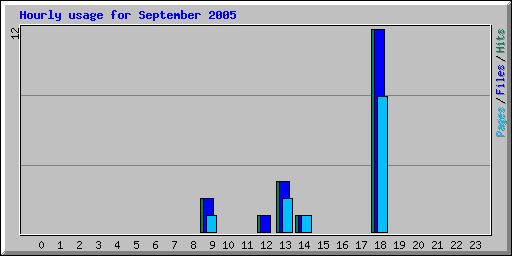 Hourly usage for September 2005
12
Pages/Files/Hits
0 1 2 3 4 5 6 7 8 9 10 11 12 13 14 15 16 17 18 19 20 21 22 23